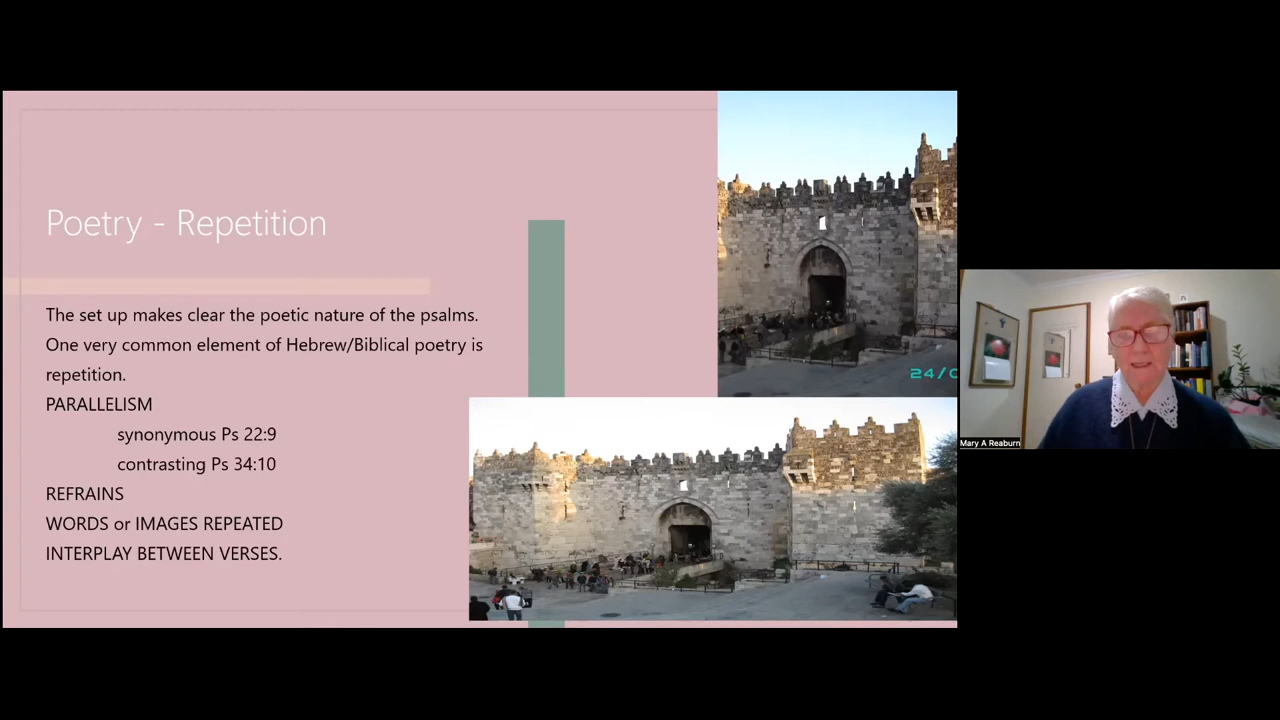 Poetry - Repetition
The set up makes clear the poetic nature of the psalms.
One very common element of Hebrew/Biblical poetry is
repetition.
PARALLELISM
synonymous Ps 22:9
contrasting Ps 34:10
REFRAINS
WORDS or IMAGES REPEATED
INTERPLAY BETWEEN VERSES.
24/0
Mary A Reaburn